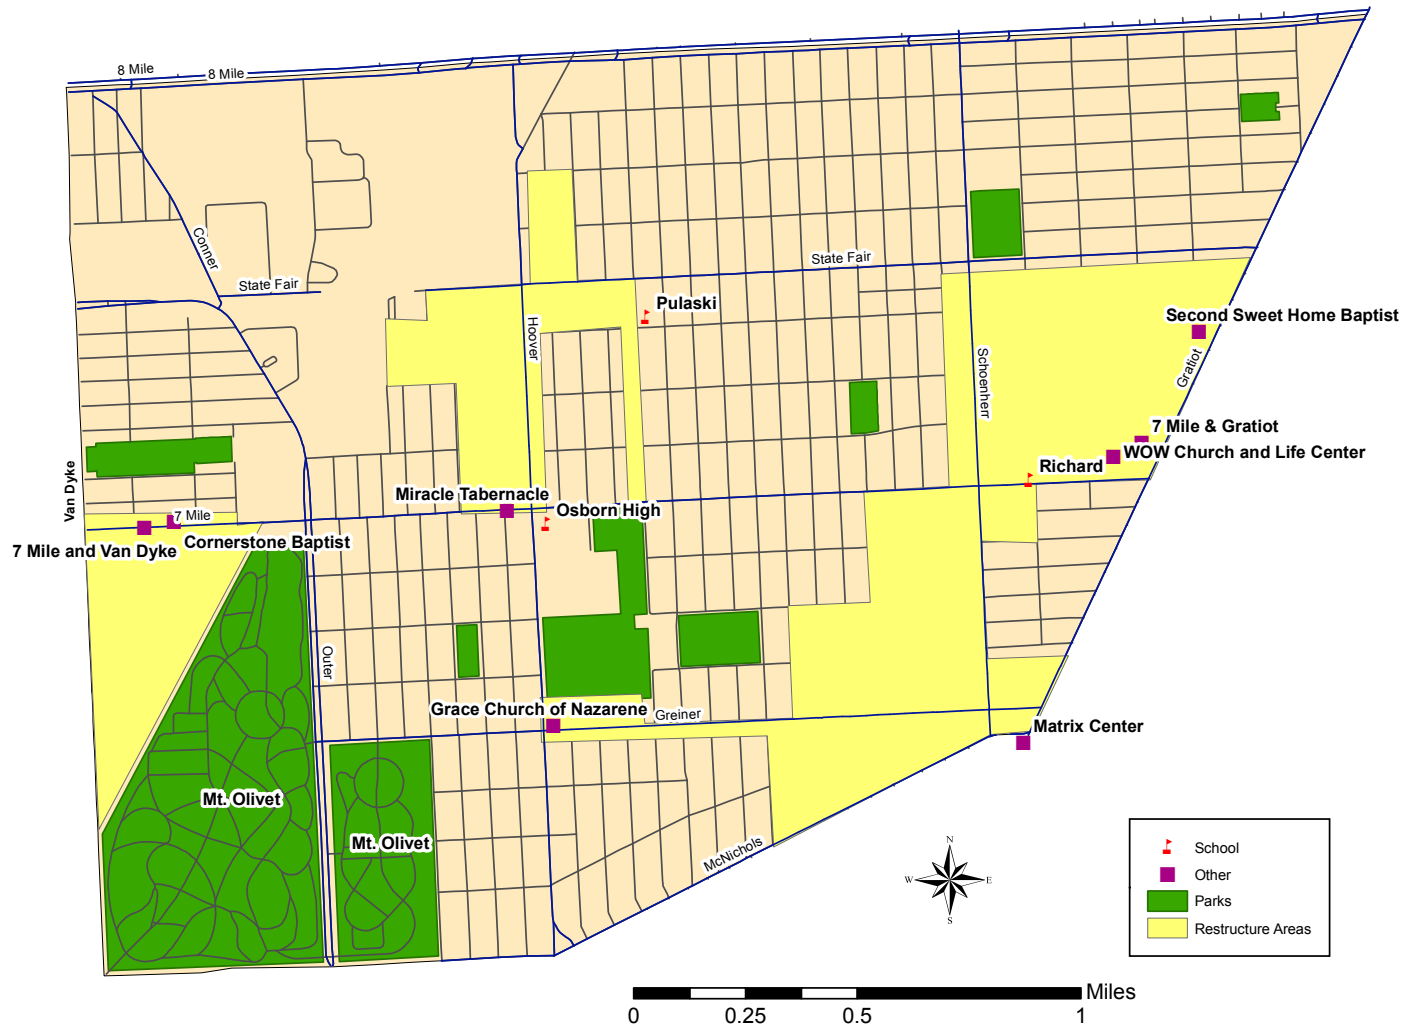 8 Mile
8 Mile
Conner
State Fair
State Fair
Pulaski
Second Sweet Home Baptist
Hoover
Schoenherr
Gratiot
7 Mile & Gratiot
WOW Church and Life Center
Richard
Van Dyke
Miracle Tabernacle
Osborn High
7 Mile
Cornerstone Baptist
7 Mile and Van Dyke
Outer
Grace Church of Nazarene
Greiner
Matrix Center
Mt. Olivet
Mt. Olivet
McNichols
N
W
E
S
School
Other
Parks
Restructure Areas
Miles
0
0.25
0.5
1